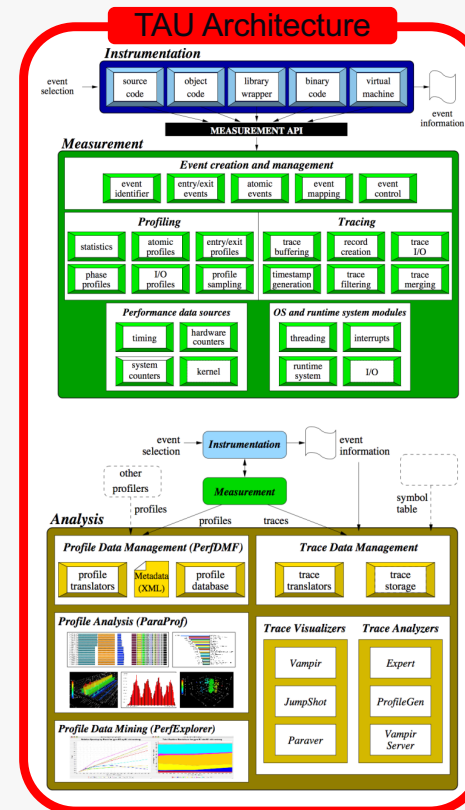 TAU Architecture
Instrumentation
event
selection
source
code
object
code
library
wrapper
binary
code
virtual
machine
event
information
MEASUREMENT API
Measurement
Event creation and management
event
identifier
entry/exit
events
atomic
events
event
mapping
event
control
Profiling
statistics
atomic
profiles
entry/exit
profiles
phase
profiles
I/O
profiles
profile
sampling
Tracing
trace
buffering
record
creation
trace
I/O
timestamp
generation
trace
filtering
trace
merging
Performance data sources
timing
hardware
counters
system
counters
kernel
OS and runtime system modules
threading
interrupts
runtime
system
I/O
event
selection
Instrumentation
event
information
other
profilers
Measurement
symbol
table
profiles
profiles
traces
Analysis
Profile Data Management (PerfDMF)
profile
translators
Metadata
(XML)
profile
database
Trace Data Management
trace
translators
trace
storage
Profile Analysis (ParaProf)
Profile Data Mining (PerfExplorer)
Trace Visualizers
Vampir
JumpShot
Paraver
Trace Analyzers
Expert
ProfileGen
Vampir
Server